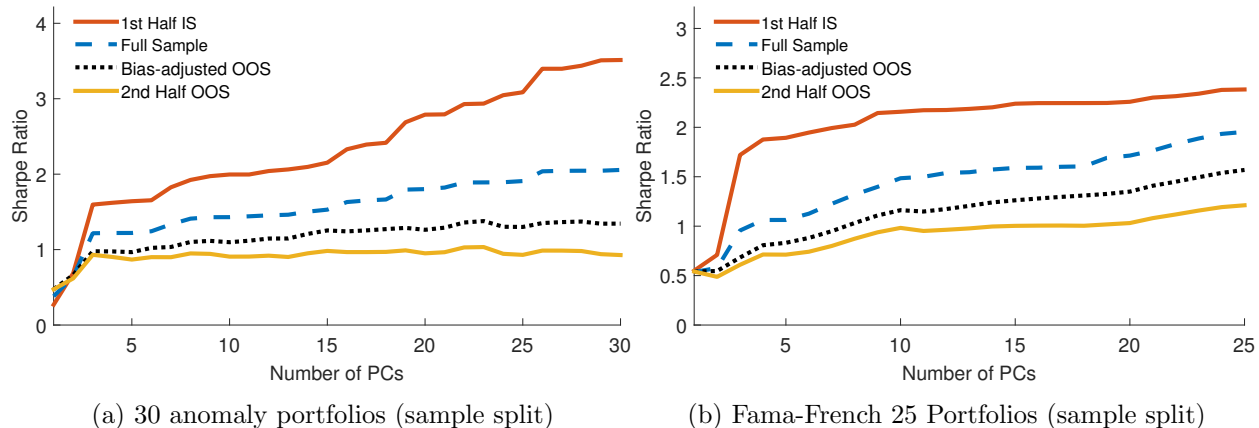 4
3
2
1
0
Sharpe Ratio
1st Half IS
Full Sample
Bias-adjusted OOS
2nd Half OOS
5 10 15 20 25 30
Number of PCs
(a) 30 anomaly portfolios (sample split)
3
2.5
2
1.5
1
0.5
0
Sharpe Ratio
1st Half IS
Full Sample
Bias-adjusted OOS
2nd Half OOS
5 10 15 20 25
Number of PCs
(b) Fama-French 25 Portfolios (sample split)